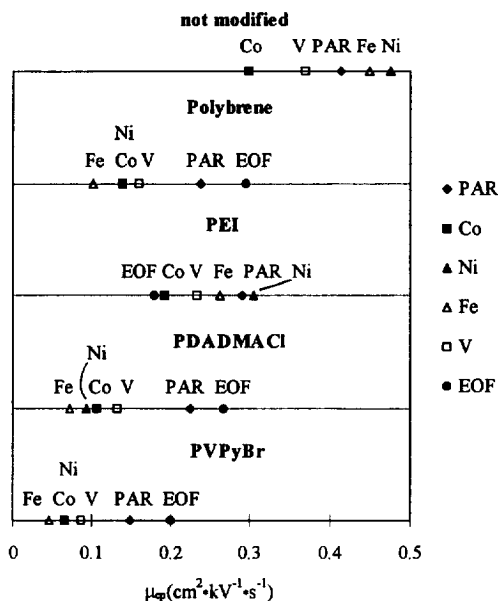 not modified
Co V PAR Fe Ni
Polybrene
Ni
Fe Co V PAR EOF
PEI
EOF Co V Fe PAR Ni
PDADMACl
Ni
Fe Co V PAR EOF
PVPyBr
Ni
Fe Co V PAR EOF
0 0.1 0.2 0.3 0.4 0.5
μep(cm²•kV⁻¹•s⁻¹)
PAR
Co
Ni
Fe
V
EOF